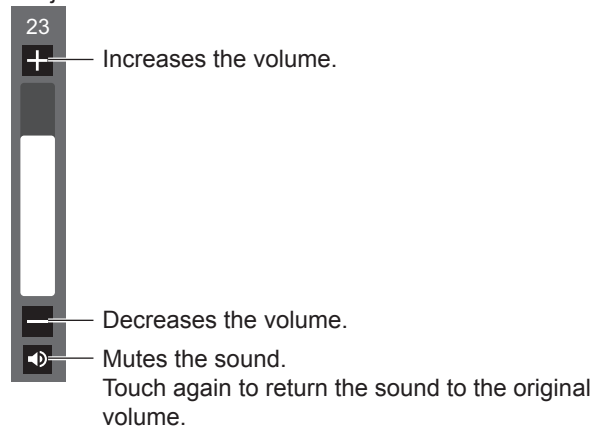 23
Increases the volume.
Decreases the volume.
Mutes the sound.
Touch again to return the sound to the original
volume.